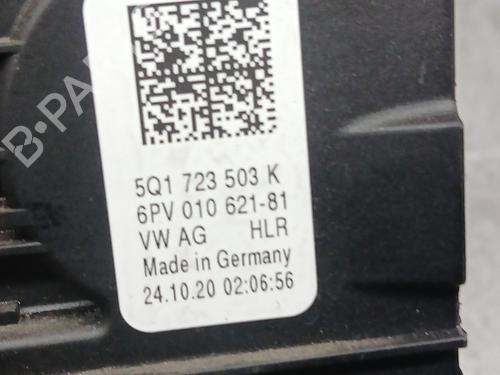 5Q1 723 503 K
6PV 010 621-81
VW AG HLR
Made in Germany
24.10.20 02:06:56
B-PAR